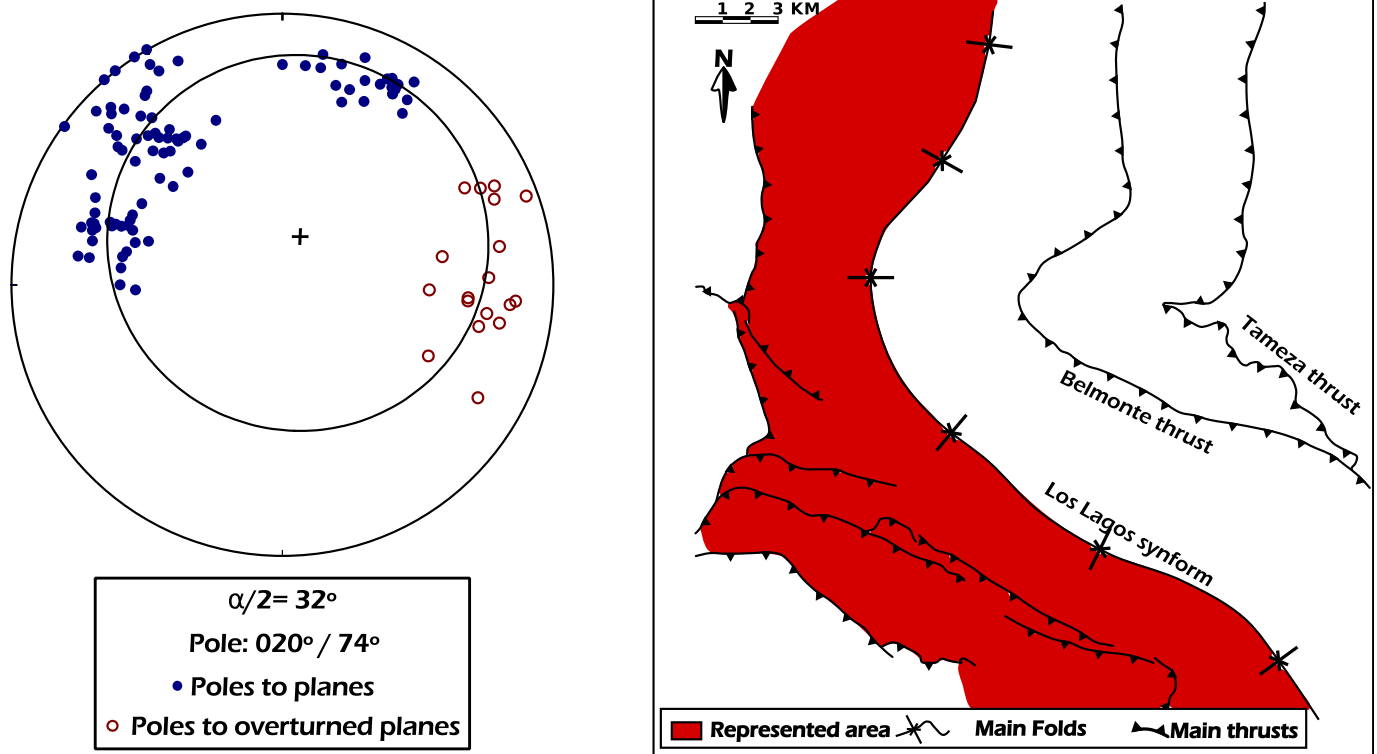 α/2= 32º
Pole: 020º / 74º
Poles to planes
Poles to overturned planes
1 2 3 KM
N
Tameza thrust
Belmonte thrust
Los Lagos synform
Represented area Main Folds Main thrusts